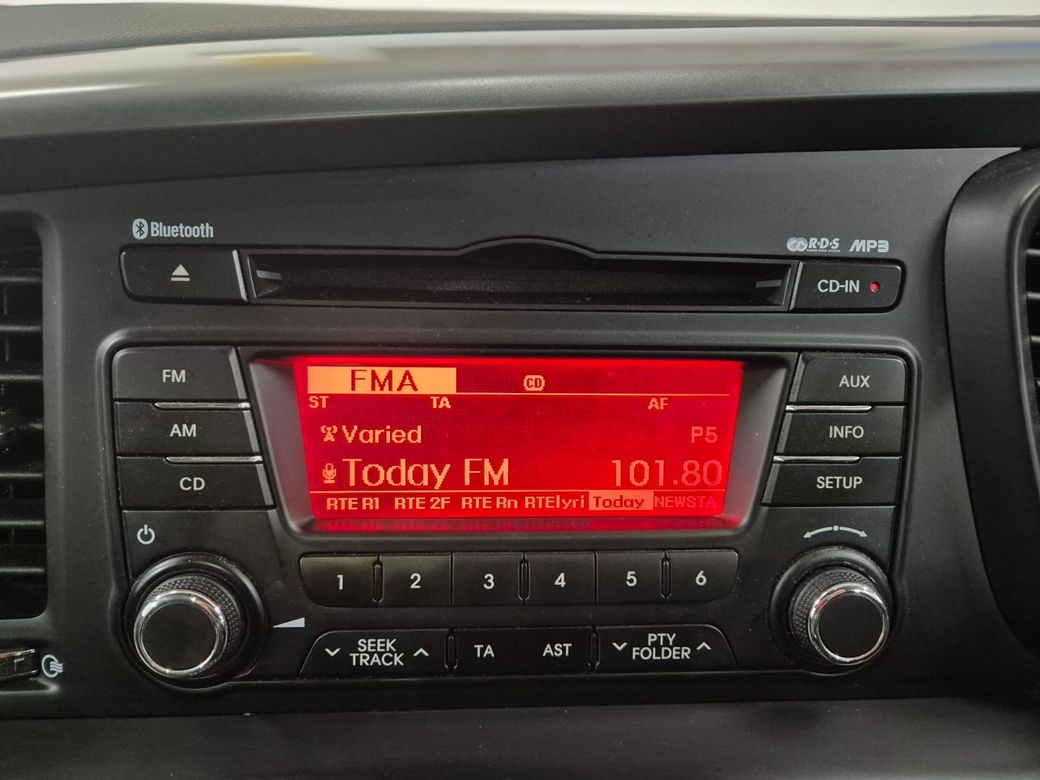 Bluetooth
R·D·S MP3
CD-IN
FM
AM
CD
FMA CD
ST TA AF
Varied P5
Today FM 101.80
RTE R1 RTE 2F RTE Rn RTElyri Today NEWSTA
AUX
INFO
SETUP
1 2 3 4 5 6
SEEK
TRACK
TA AST
PTY
FOLDER